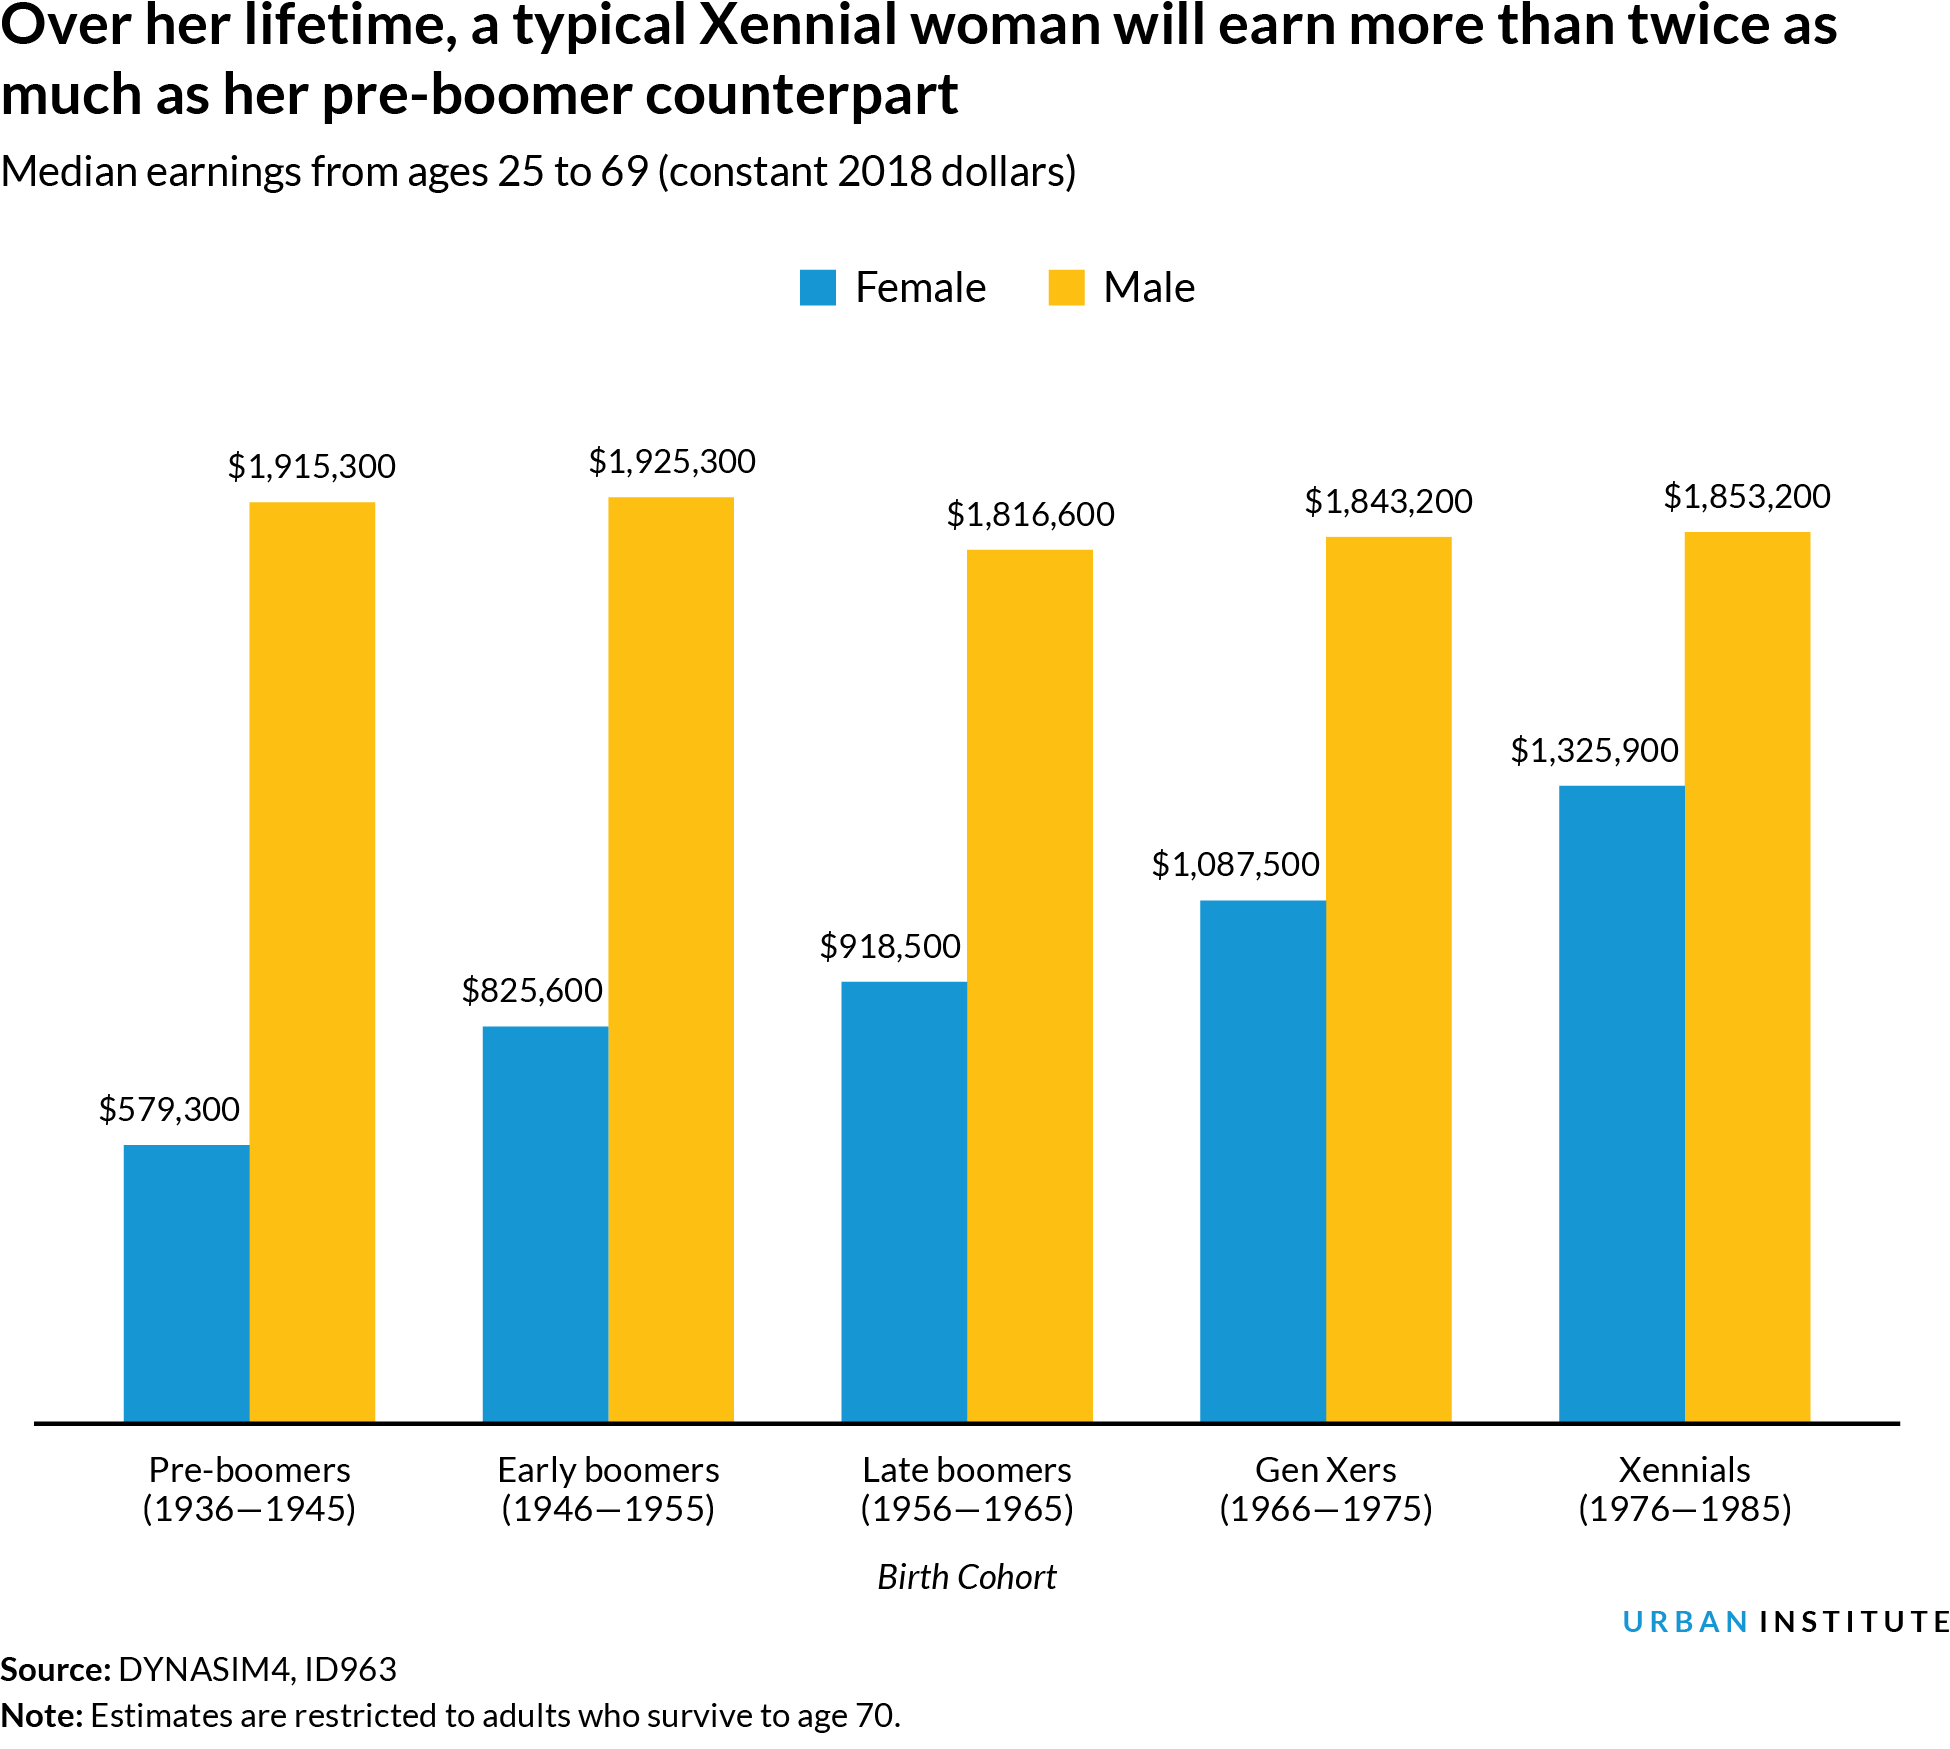 Over her lifetime, a typical Xennial woman will earn more than twice as
much as her pre-boomer counterpart
Median earnings from ages 25 to 69 (constant 2018 dollars)
Female Male
$1,915,300
$1,925,300
$1,816,600
$1,843,200
$1,853,200
$1,325,900
$1,087,500
$918,500
$825,600
$579,300
Pre-boomers Early boomers Late boomers Gen Xers Xennials
(1936—1945) (1946—1955) (1956—1965) (1966—1975) (1976—1985)
Birth Cohort
URBAN INSTITUTE
Source: DYNASIM4, ID963
Note: Estimates are restricted to adults who survive to age 70.